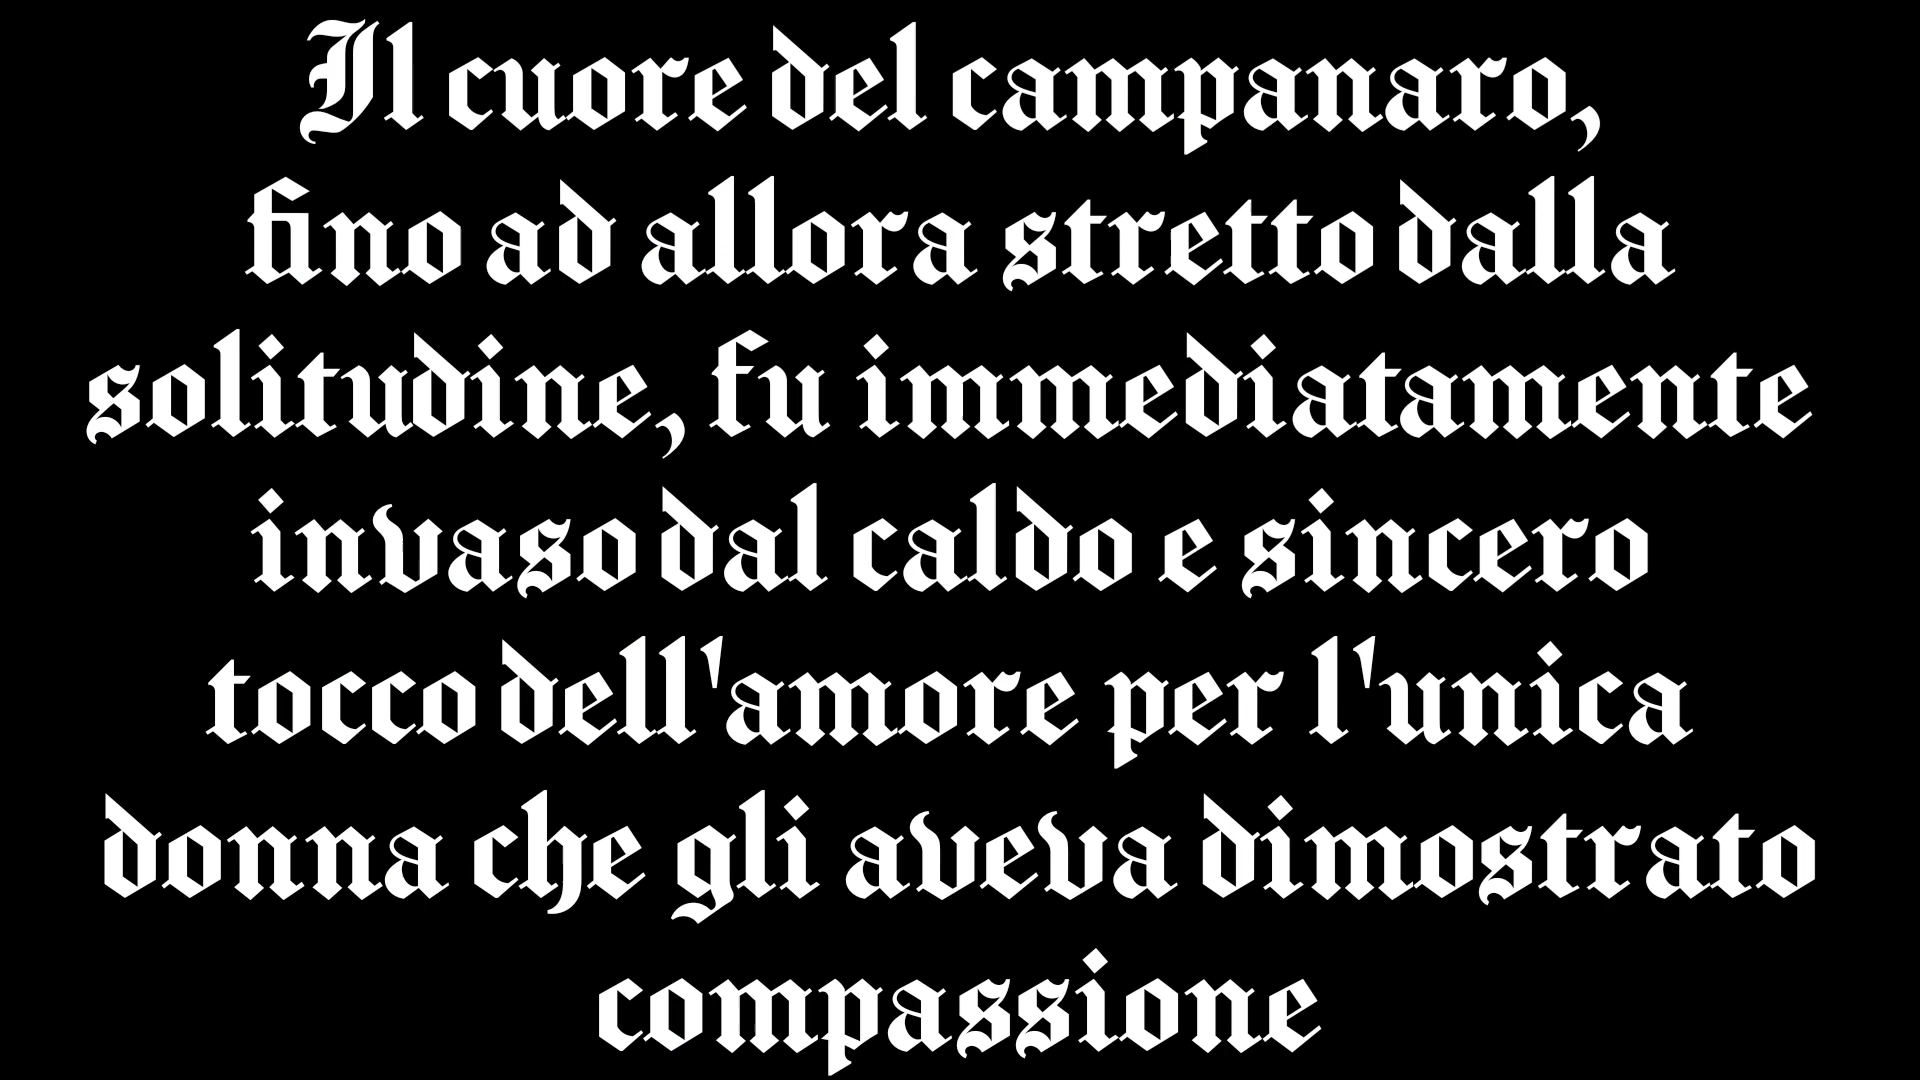 Il cuore del campanaro,
fino ad allora stretto dalla
solitudine, fu immediatamente
invaso dal caldo e sincero
tocco dell'amore per l'unica
donna che gli aveva dimostrato
compassione